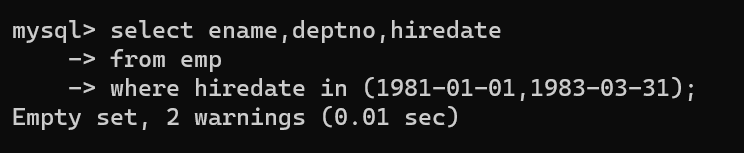 mysql> select ename,deptno,hiredate
    -> from emp
    -> where hiredate in (1981-01-01,1983-03-31);
Empty set, 2 warnings (0.01 sec)